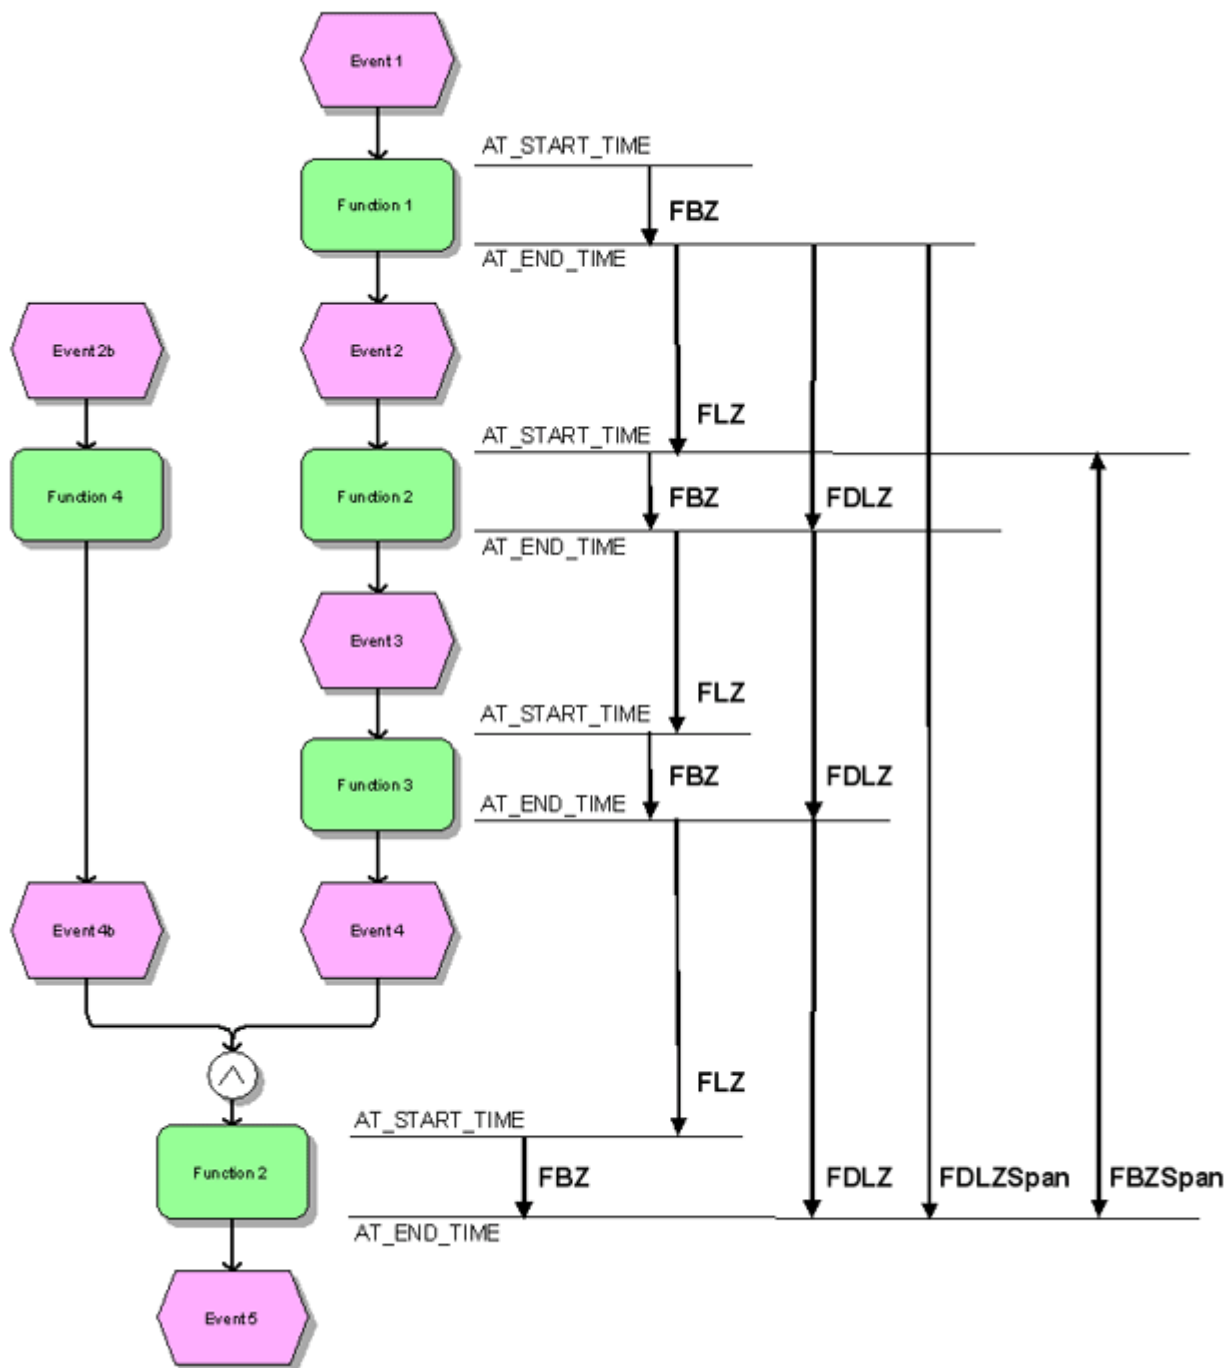 Event 1
AT_START_TIME
Function 1
FBZ
AT_END_TIME
Event 2b
Event 2
FLZ
AT_START_TIME
Function 4
Function 2
FBZ
FDLZ
AT_END_TIME
Event 3
FLZ
AT_START_TIME
Function 3
FBZ
FDLZ
AT_END_TIME
Event 4b
Event 4
FLZ
AT_START_TIME
Function 2
FBZ
FDLZ
FDLZSpan
FBZSpan
AT_END_TIME
Event 5